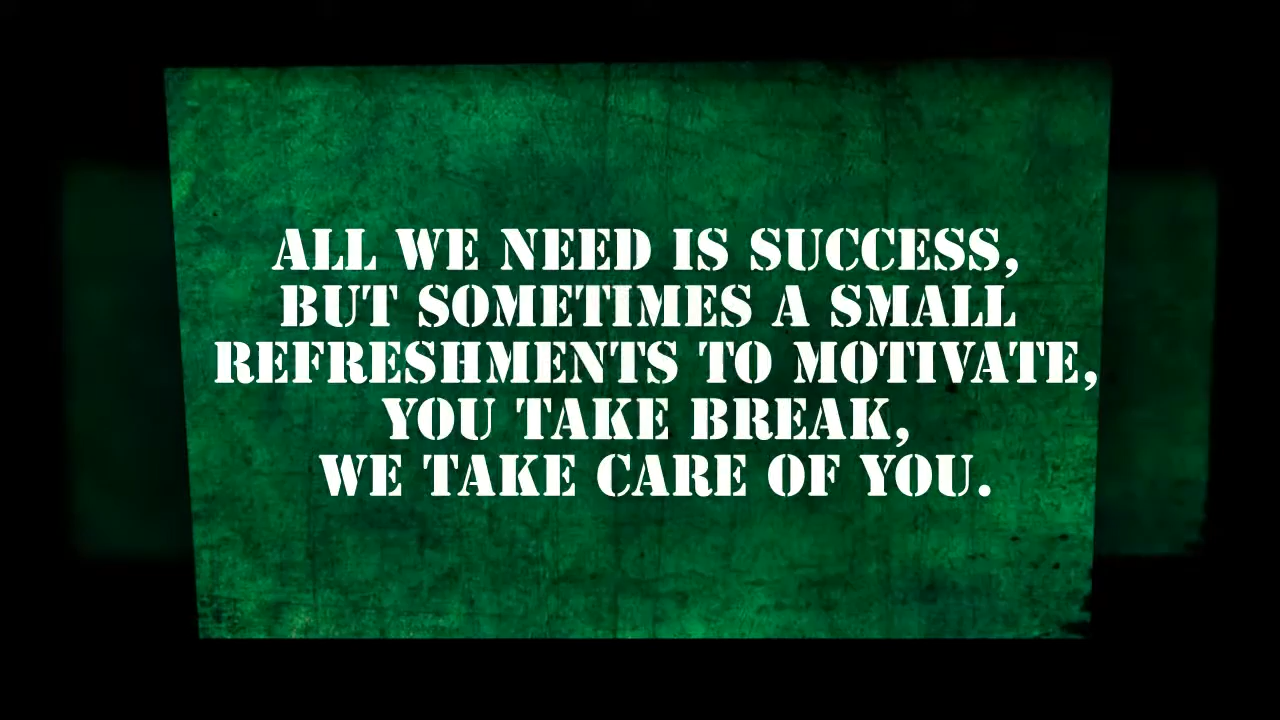 ALL WE NEED IS SUCCESS,
BUT SOMETIMES A SMALL
REFRESHMENTS TO MOTIVATE,
YOU TAKE BREAK,
WE TAKE CARE OF YOU.